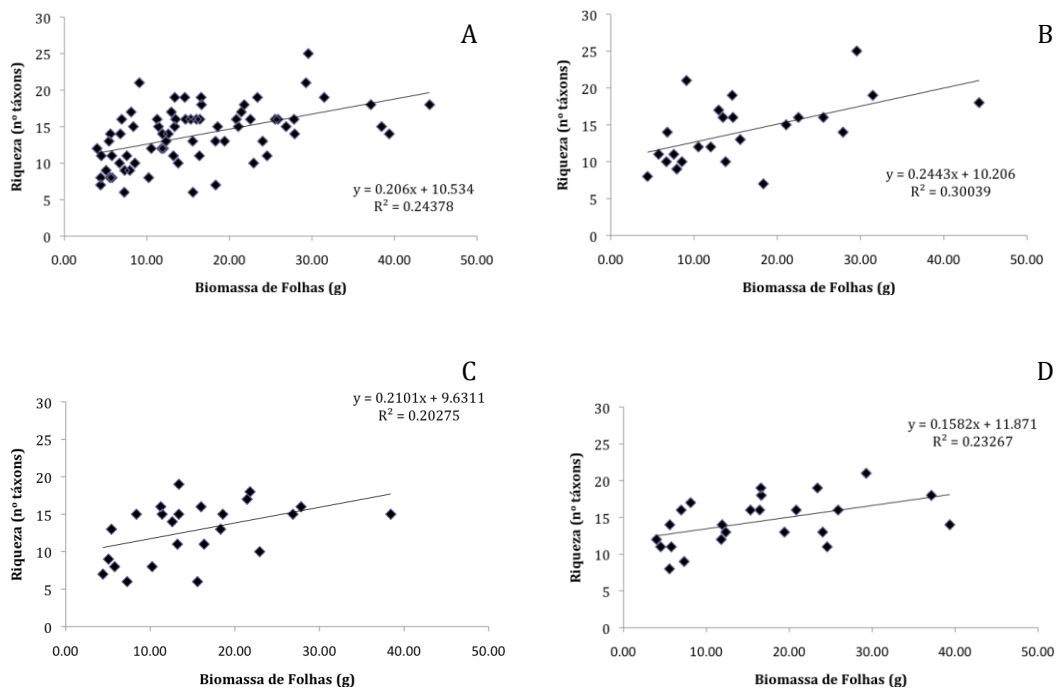 A
30
25
20
15
10
5
0
Riqueza (nº táxons)
y = 0.206x + 10.534
R² = 0.24378
0.00 10.00 20.00 30.00 40.00 50.00
Biomassa de Folhas (g)
B
30
25
20
15
10
5
0
Riqueza (nº táxons)
y = 0.2443x + 10.206
R² = 0.30039
0.00 10.00 20.00 30.00 40.00 50.00
Biomassa de Folhas (g)
C
y = 0.2101x + 9.6311
R² = 0.20275
30
25
20
15
10
5
0
Riqueza (nº táxons)
0.00 10.00 20.00 30.00 40.00 50.00
Biomassa de Folhas (g)
D
y = 0.1582x + 11.871
R² = 0.23267
30
25
20
15
10
5
0
Riqueza (nº táxons)
0.00 10.00 20.00 30.00 40.00 50.00
Biomassa de Folhas (g)